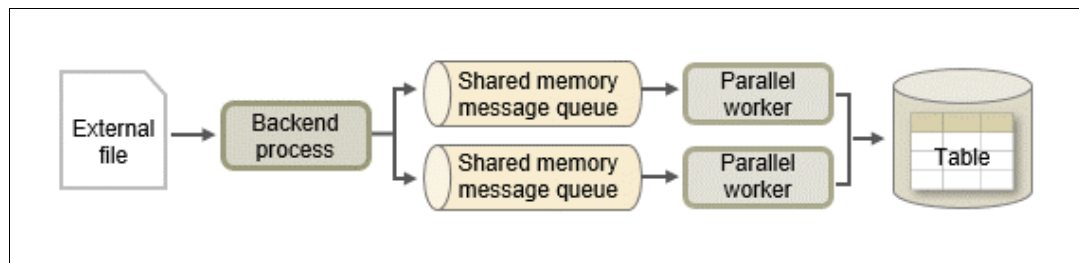 External
file
Backend
process
Shared memory
message queue
Parallel
worker
Shared memory
message queue
Parallel
worker
Table